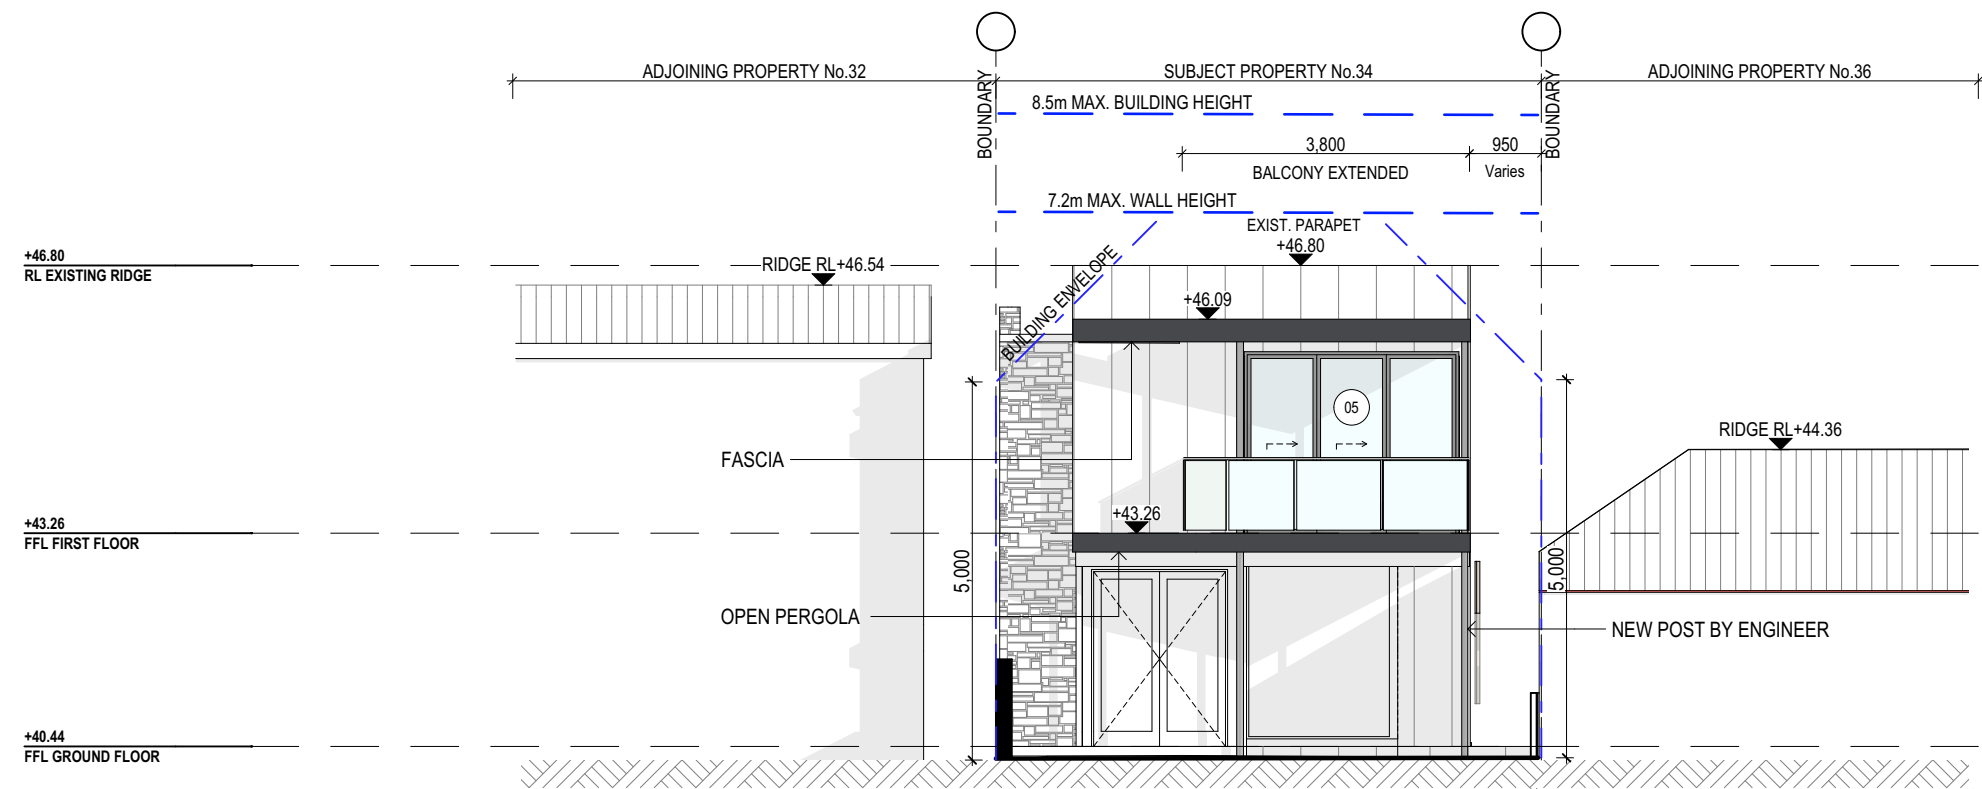 ADJOINING PROPERTY No.32
SUBJECT PROPERTY No.34
ADJOINING PROPERTY No.36
BOUNDARY
BOUNDARY
8.5m MAX. BUILDING HEIGHT
3,800
950
BALCONY EXTENDED
Varies
7.2m MAX. WALL HEIGHT
EXIST. PARAPET
+46.80
+46.80
RL EXISTING RIDGE
RIDGE RL+46.54
BUILDING ENVELOPE
+46.09
05
RIDGE RL+44.36
FASCIA
+43.26
+43.26
FFL FIRST FLOOR
5,000
5,000
OPEN PERGOLA
NEW POST BY ENGINEER
+40.44
FFL GROUND FLOOR